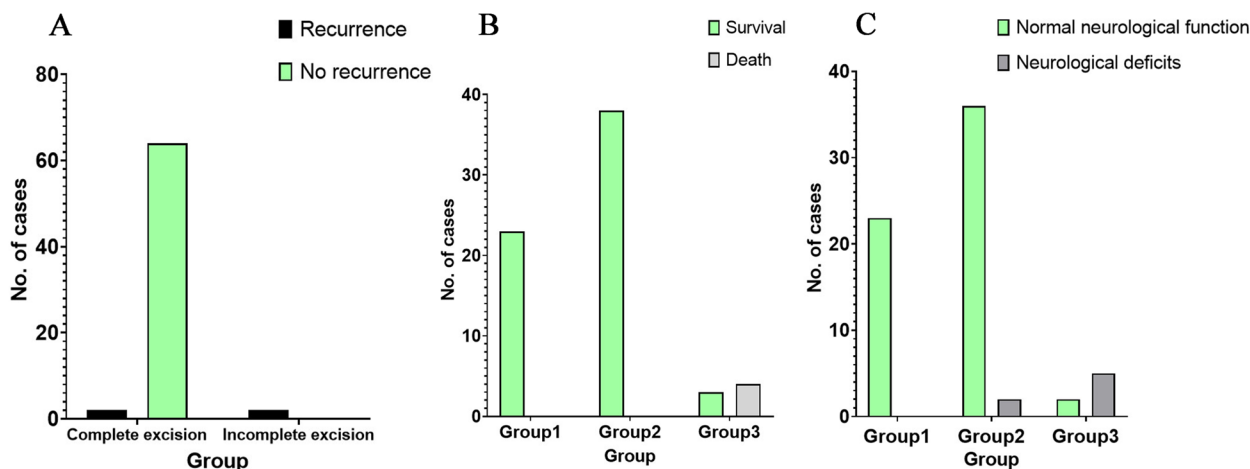 A
Recurrence
No recurrence
80
60
40
20
0
No. of cases
Complete excision
Incomplete excision
Group
B
Survival
Death
40
30
20
10
0
No. of cases
Group1
Group2
Group3
Group
C
Normal neurological function
Neurological deficits
40
30
20
10
0
No. of cases
Group1
Group2
Group3
Group